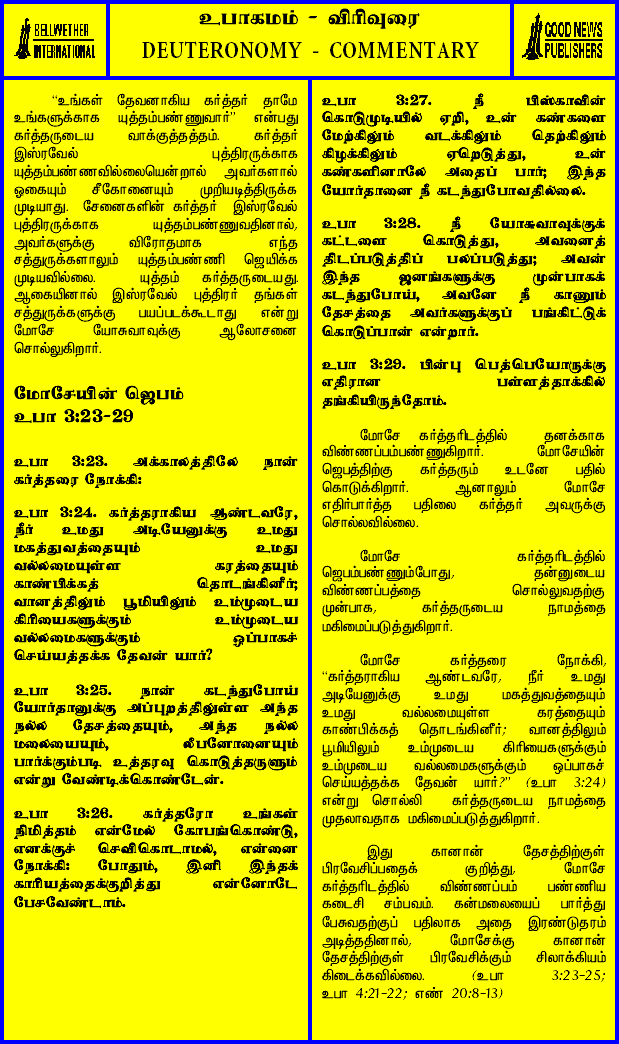 BELLWETHER
INTERNATIONAL
உபாகமம் - விரிவுரை
DEUTERONOMY - COMMENTARY
GOOD NEWS
PUBLISHERS
"உங்கள் தேவனாகிய கர்த்தர் தாமே
உங்களுக்காக யுத்தம்பண்ணுவார்" என்பது
கர்த்தருடைய வாக்குத்தத்தம். கர்த்தர்
இஸ்ரவேல் புத்திரருக்காக
யுத்தம்பண்ணவில்லையென்றால் அவர்களால்
ஓகையும் சீகோனையும் முறியடித்திருக்க
முடியாது. சேனைகளின் கர்த்தர் இஸ்ரவேல்
புத்திரருக்காக யுத்தம்பண்ணுவதினால்,
அவர்களுக்கு விரோதமாக எந்த
சத்துருக்களாலும் யுத்தம்பண்ணி ஜெயிக்க
முடியவில்லை. யுத்தம் கர்த்தருடையது.
ஆகையினால் இஸ்ரவேல் புத்திரர் தங்கள்
சத்துருக்களுக்கு பயப்படக்கூடாது என்று
மோசே யோசுவாவுக்கு ஆலோசனை
சொல்லுகிறார்.
மோசேயின் ஜெபம்
உபா 3:23-29
உபா 3:23. அக்காலத்திலே நான்
கர்த்தரை நோக்கி:
உபா 3:24. கர்த்தராகிய ஆண்டவரே,
நீர் உமது அடியேனுக்கு உமது
மகத்துவத்தையும் உமது
வல்லமையுள்ள கரத்தையும்
காண்பிக்கத் தொடங்கினீர்;
வானத்திலும் பூமியிலும் உம்முடைய
கிரியைகளுக்கும் உம்முடைய
வல்லமைகளுக்கும் ஒப்பாகச்
செய்யத்தக்க தேவன் யார்?
உபா 3:25. நான் கடந்துபோய்
யோர்தானுக்கு அப்புறத்திலுள்ள அந்த
நல்ல தேசத்தையும், அந்த நல்ல
மலையையும், லீபனோனையும்
பார்க்கும்படி உத்தரவு கொடுத்தருளும்
என்று வேண்டிக்கொண்டேன்.
உபா 3:26. கர்த்தரோ உங்கள்
நிமித்தம் என்மேல் கோபங்கொண்டு,
எனக்குச் செவிகொடாமல், என்னை
நோக்கி: போதும், இனி இந்தக்
காரியத்தைக்குறித்து என்னோடே
பேசவேண்டாம்.
உபா 3:27. நீ பிஸ்காவின்
கொடுமுடியில் ஏறி, உன் கண்களை
மேற்கிலும் வடக்கிலும் தெற்கிலும்
கிழக்கிலும் ஏறெடுத்து, உன்
கண்களினாலே அதைப் பார்; இந்த
யோர்தானை நீ கடந்துபோவதில்லை.
உபா 3:28. நீ யோசுவாவுக்குக்
கட்டளை கொடுத்து, அவனைத்
திடப்படுத்திப் பலப்படுத்து; அவன்
இந்த ஜனங்களுக்கு முன்பாகக்
கடந்துபோய், அவனே நீ காணும்
தேசத்தை அவர்களுக்குப் பங்கிட்டுக்
கொடுப்பான் என்றார்.
உபா 3:29. பின்பு பெத்பெயோருக்கு
எதிரான பள்ளத்தாக்கில்
தங்கியிருந்தோம்.
மோசே கர்த்தரிடத்தில் தனக்காக
விண்ணப்பம்பண்ணுகிறார். மோசேயின்
ஜெபத்திற்கு கர்த்தரும் உடனே பதில்
கொடுக்கிறார். ஆனாலும் மோசே
எதிர்பார்த்த பதிலை கர்த்தர் அவருக்கு
சொல்லவில்லை.
மோசே கர்த்தரிடத்தில்
ஜெபம்பண்ணும்போது, தன்னுடைய
விண்ணப்பத்தை சொல்லுவதற்கு
முன்பாக, கர்த்தருடைய நாமத்தை
மகிமைப்படுத்துகிறார்.
மோசே கர்த்தரை நோக்கி,
"கர்த்தராகிய ஆண்டவரே, நீர் உமது
அடியேனுக்கு உமது மகத்துவத்தையும்
உமது வல்லமையுள்ள கரத்தையும்
காண்பிக்கத் தொடங்கினீர்; வானத்திலும்
பூமியிலும் உம்முடைய கிரியைகளுக்கும்
உம்முடைய வல்லமைகளுக்கும் ஒப்பாகச்
செய்யத்தக்க தேவன் யார்?" (உபா 3:24)
என்று சொல்லி கர்த்தருடைய நாமத்தை
முதலாவதாக மகிமைப்படுத்துகிறார்.
இது கானான் தேசத்திற்குள்
பிரவேசிப்பதைக் குறித்து, மோசே
கர்த்தரிடத்தில் விண்ணப்பம் பண்ணிய
கடைசி சம்பவம். கன்மலையைப் பார்த்து
பேசுவதற்குப் பதிலாக அதை இரண்டுதரம்
அடித்ததினால், மோசேக்கு கானான்
தேசத்திற்குள் பிரவேசிக்கும் சிலாக்கியம்
கிடைக்கவில்லை. (உபா 3:23-25;
உபா 4:21-22; எண் 20:8-13)